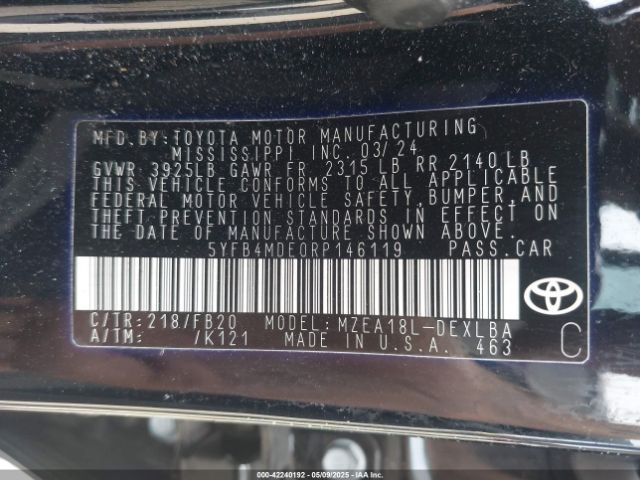 MFD. BY: TOYOTA MOTOR MANUFACTURING
MISSISSIPPI INC. 03/24
GVWR 3925LB GAWR FR 2315 LB RR 2140 LB
THIS VEHICLE CONFORMS TO ALL APPLICABLE
FEDERAL MOTOR VEHICLE SAFETY, BUMPER, AND
THEFT PREVENTION STANDARDS IN EFFECT ON
THE DATE OF MANUFACTURE SHOWN ABOVE.
5YFB4MDE0RP146119 PASS. CAR
C/TR: 218/FB20 MODEL: MZEA18L-DEXLBA
A/TM: /K121 MADE IN U.S.A. 463
C
000-42240192 - 05/09/2025 - IAAI.COM